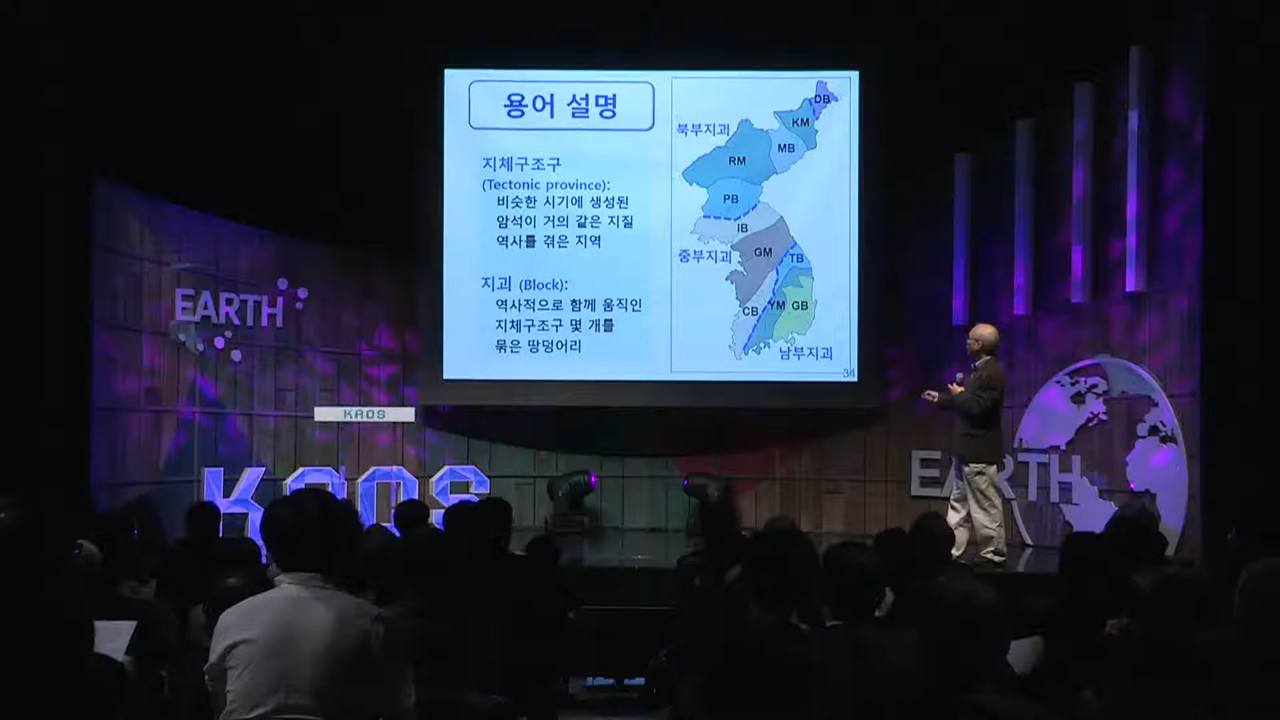 용어 설명
지체구조구
(Tectonic province):
비슷한 시기에 생성된
암석이 거의 같은 지질
역사를 겪은 지역
지괴 (Block):
역사적으로 함께 움직인
지체구조구 몇 개를
묶은 땅덩어리
DB
KM
북부지괴
MB
RM
PB
IB
GM
중부지괴
TB
CB
YM
GB
남부지괴
34
EARTH
KAOS
KAOS
EARTH